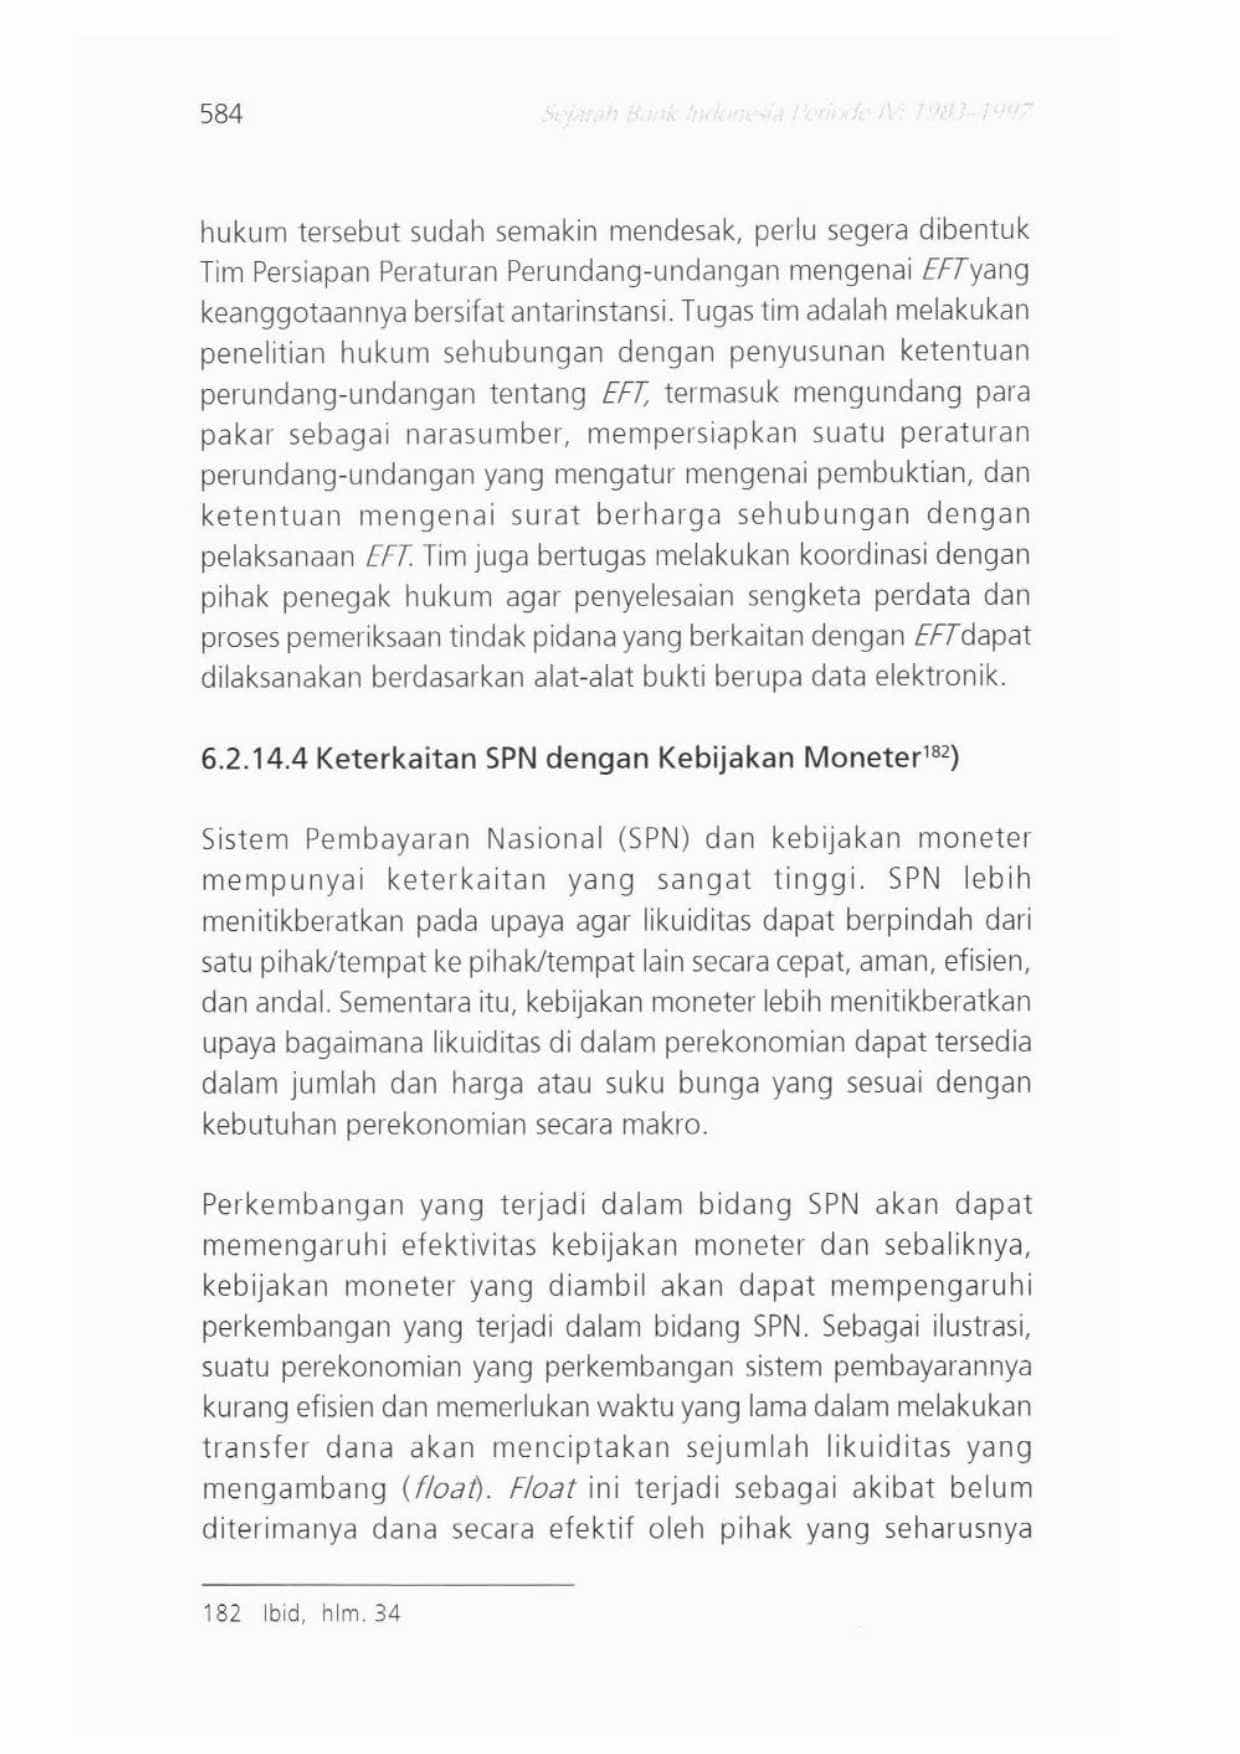 584
Sejarah Bank Indonesia Periode IV: 1983–1997
hukum tersebut sudah semakin mendesak, perlu segera dibentuk
Tim Persiapan Peraturan Perundang-undangan mengenai EFT yang
keanggotaannya bersifat antarinstansi. Tugas tim adalah melakukan
penelitian hukum sehubungan dengan penyusunan ketentuan
perundang-undangan tentang EFT, termasuk mengundang para
pakar sebagai narasumber, mempersiapkan suatu peraturan
perundang-undangan yang mengatur mengenai pembuktian, dan
ketentuan mengenai surat berharga sehubungan dengan
pelaksanaan EFT. Tim juga bertugas melakukan koordinasi dengan
pihak penegak hukum agar penyelesaian sengketa perdata dan
proses pemeriksaan tindak pidana yang berkaitan dengan EFT dapat
dilaksanakan berdasarkan alat-alat bukti berupa data elektronik.
6.2.14.4 Keterkaitan SPN dengan Kebijakan Moneter¹⁸²)
Sistem Pembayaran Nasional (SPN) dan kebijakan moneter
mempunyai keterkaitan yang sangat tinggi. SPN lebih
menitikberatkan pada upaya agar likuiditas dapat berpindah dari
satu pihak/tempat ke pihak/tempat lain secara cepat, aman, efisien,
dan andal. Sementara itu, kebijakan moneter lebih menitikberatkan
upaya bagaimana likuiditas di dalam perekonomian dapat tersedia
dalam jumlah dan harga atau suku bunga yang sesuai dengan
kebutuhan perekonomian secara makro.
Perkembangan yang terjadi dalam bidang SPN akan dapat
memengaruhi efektivitas kebijakan moneter dan sebaliknya,
kebijakan moneter yang diambil akan dapat mempengaruhi
perkembangan yang terjadi dalam bidang SPN. Sebagai ilustrasi,
suatu perekonomian yang perkembangan sistem pembayarannya
kurang efisien dan memerlukan waktu yang lama dalam melakukan
transfer dana akan menciptakan sejumlah likuiditas yang
mengambang (float). Float ini terjadi sebagai akibat belum
diterimanya dana secara efektif oleh pihak yang seharusnya
182 Ibid, hlm. 34